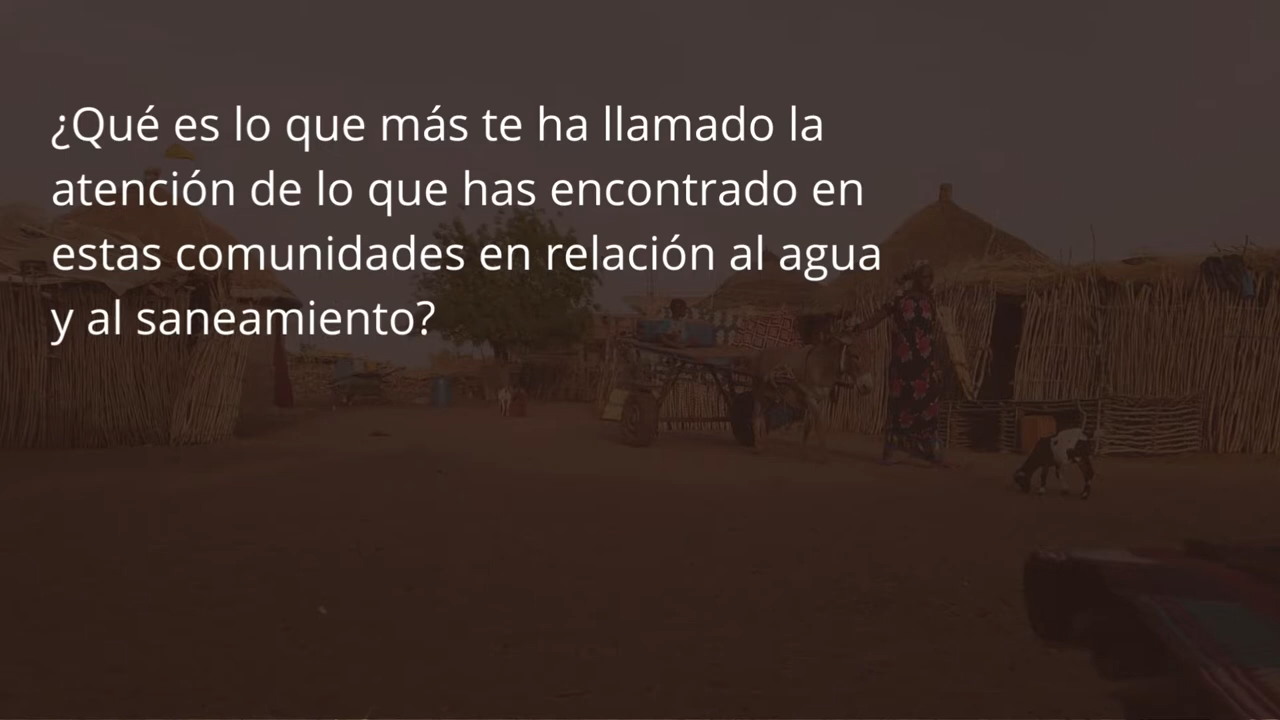 ¿Qué es lo que más te ha llamado la
atención de lo que has encontrado en
estas comunidades en relación al agua
y al saneamiento?